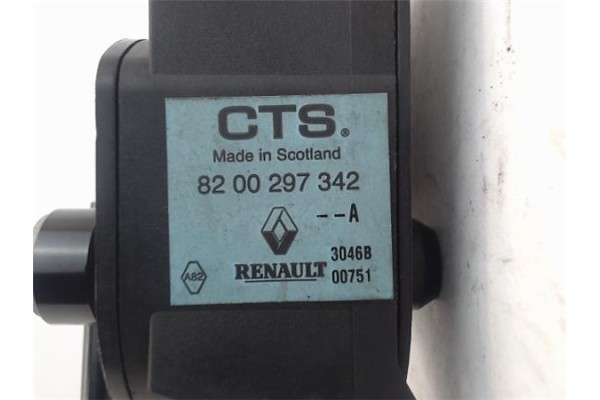 CTS®
Made in Scotland
82 00 297 342
--A
3046B
RENAULT
00751
A82